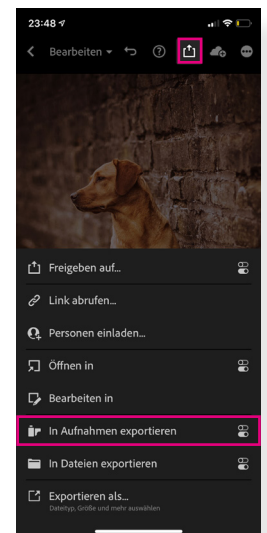 23:48
Bearbeiten
Freigeben auf...
Link abrufen...
Personen einladen...
Öffnen in
Bearbeiten in
In Aufnahmen exportieren
In Dateien exportieren
Exportieren als...
Dateityp, Größe und mehr auswählen